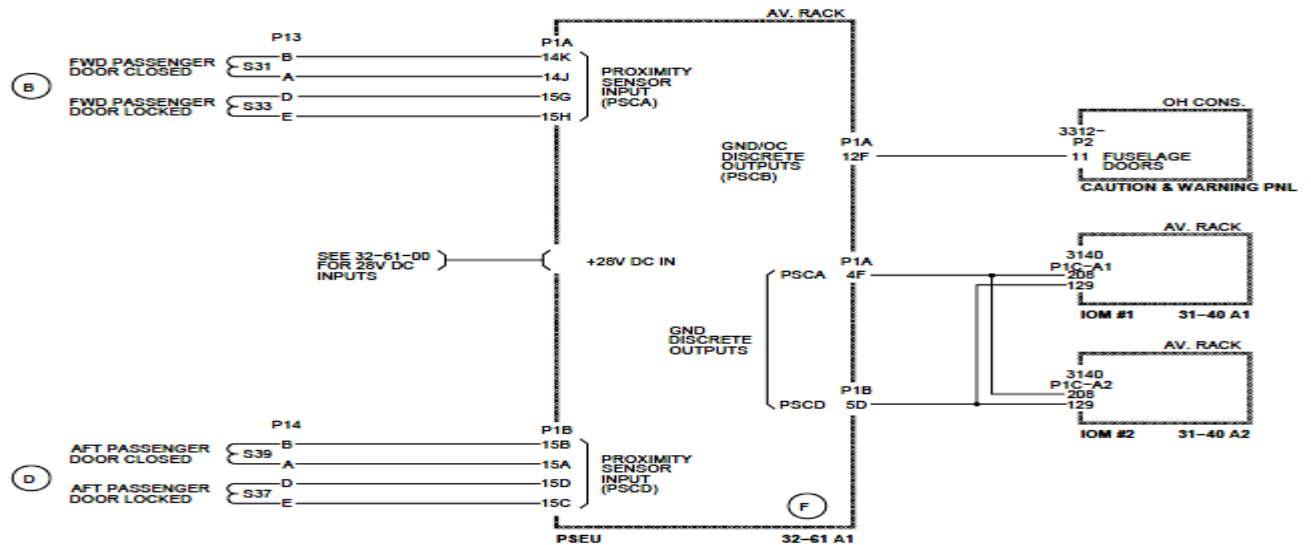 AV. RACK
P13
P1A
FWD PASSENGER
DOOR CLOSED
S31
B
A
14K
14J
B
FWD PASSENGER
DOOR LOCKED
S33
D
E
15G
15H
PROXIMITY
SENSOR
INPUT
(PSCA)
GND/OC
DISCRETE
OUTPUTS
(PSCB)
P1A
12F
OH CONS.
3312-
P2
11
FUSELAGE
DOORS
CAUTION & WARNING PNL
SEE 32-61-00
FOR 28V DC
INPUTS
+28V DC IN
GND
DISCRETE
OUTPUTS
PSCA
P1A
4F
PSCD
P1B
5D
AV. RACK
3140
P1C-A1
208
129
IOM #1 31-40 A1
AV. RACK
3140
P1C-A2
208
129
IOM #2 31-40 A2
P14
P1B
AFT PASSENGER
DOOR CLOSED
S39
B
A
15B
15A
D
AFT PASSENGER
DOOR LOCKED
S37
D
E
15D
15C
PROXIMITY
SENSOR
INPUT
(PSCD)
F
PSEU 32-61 A1